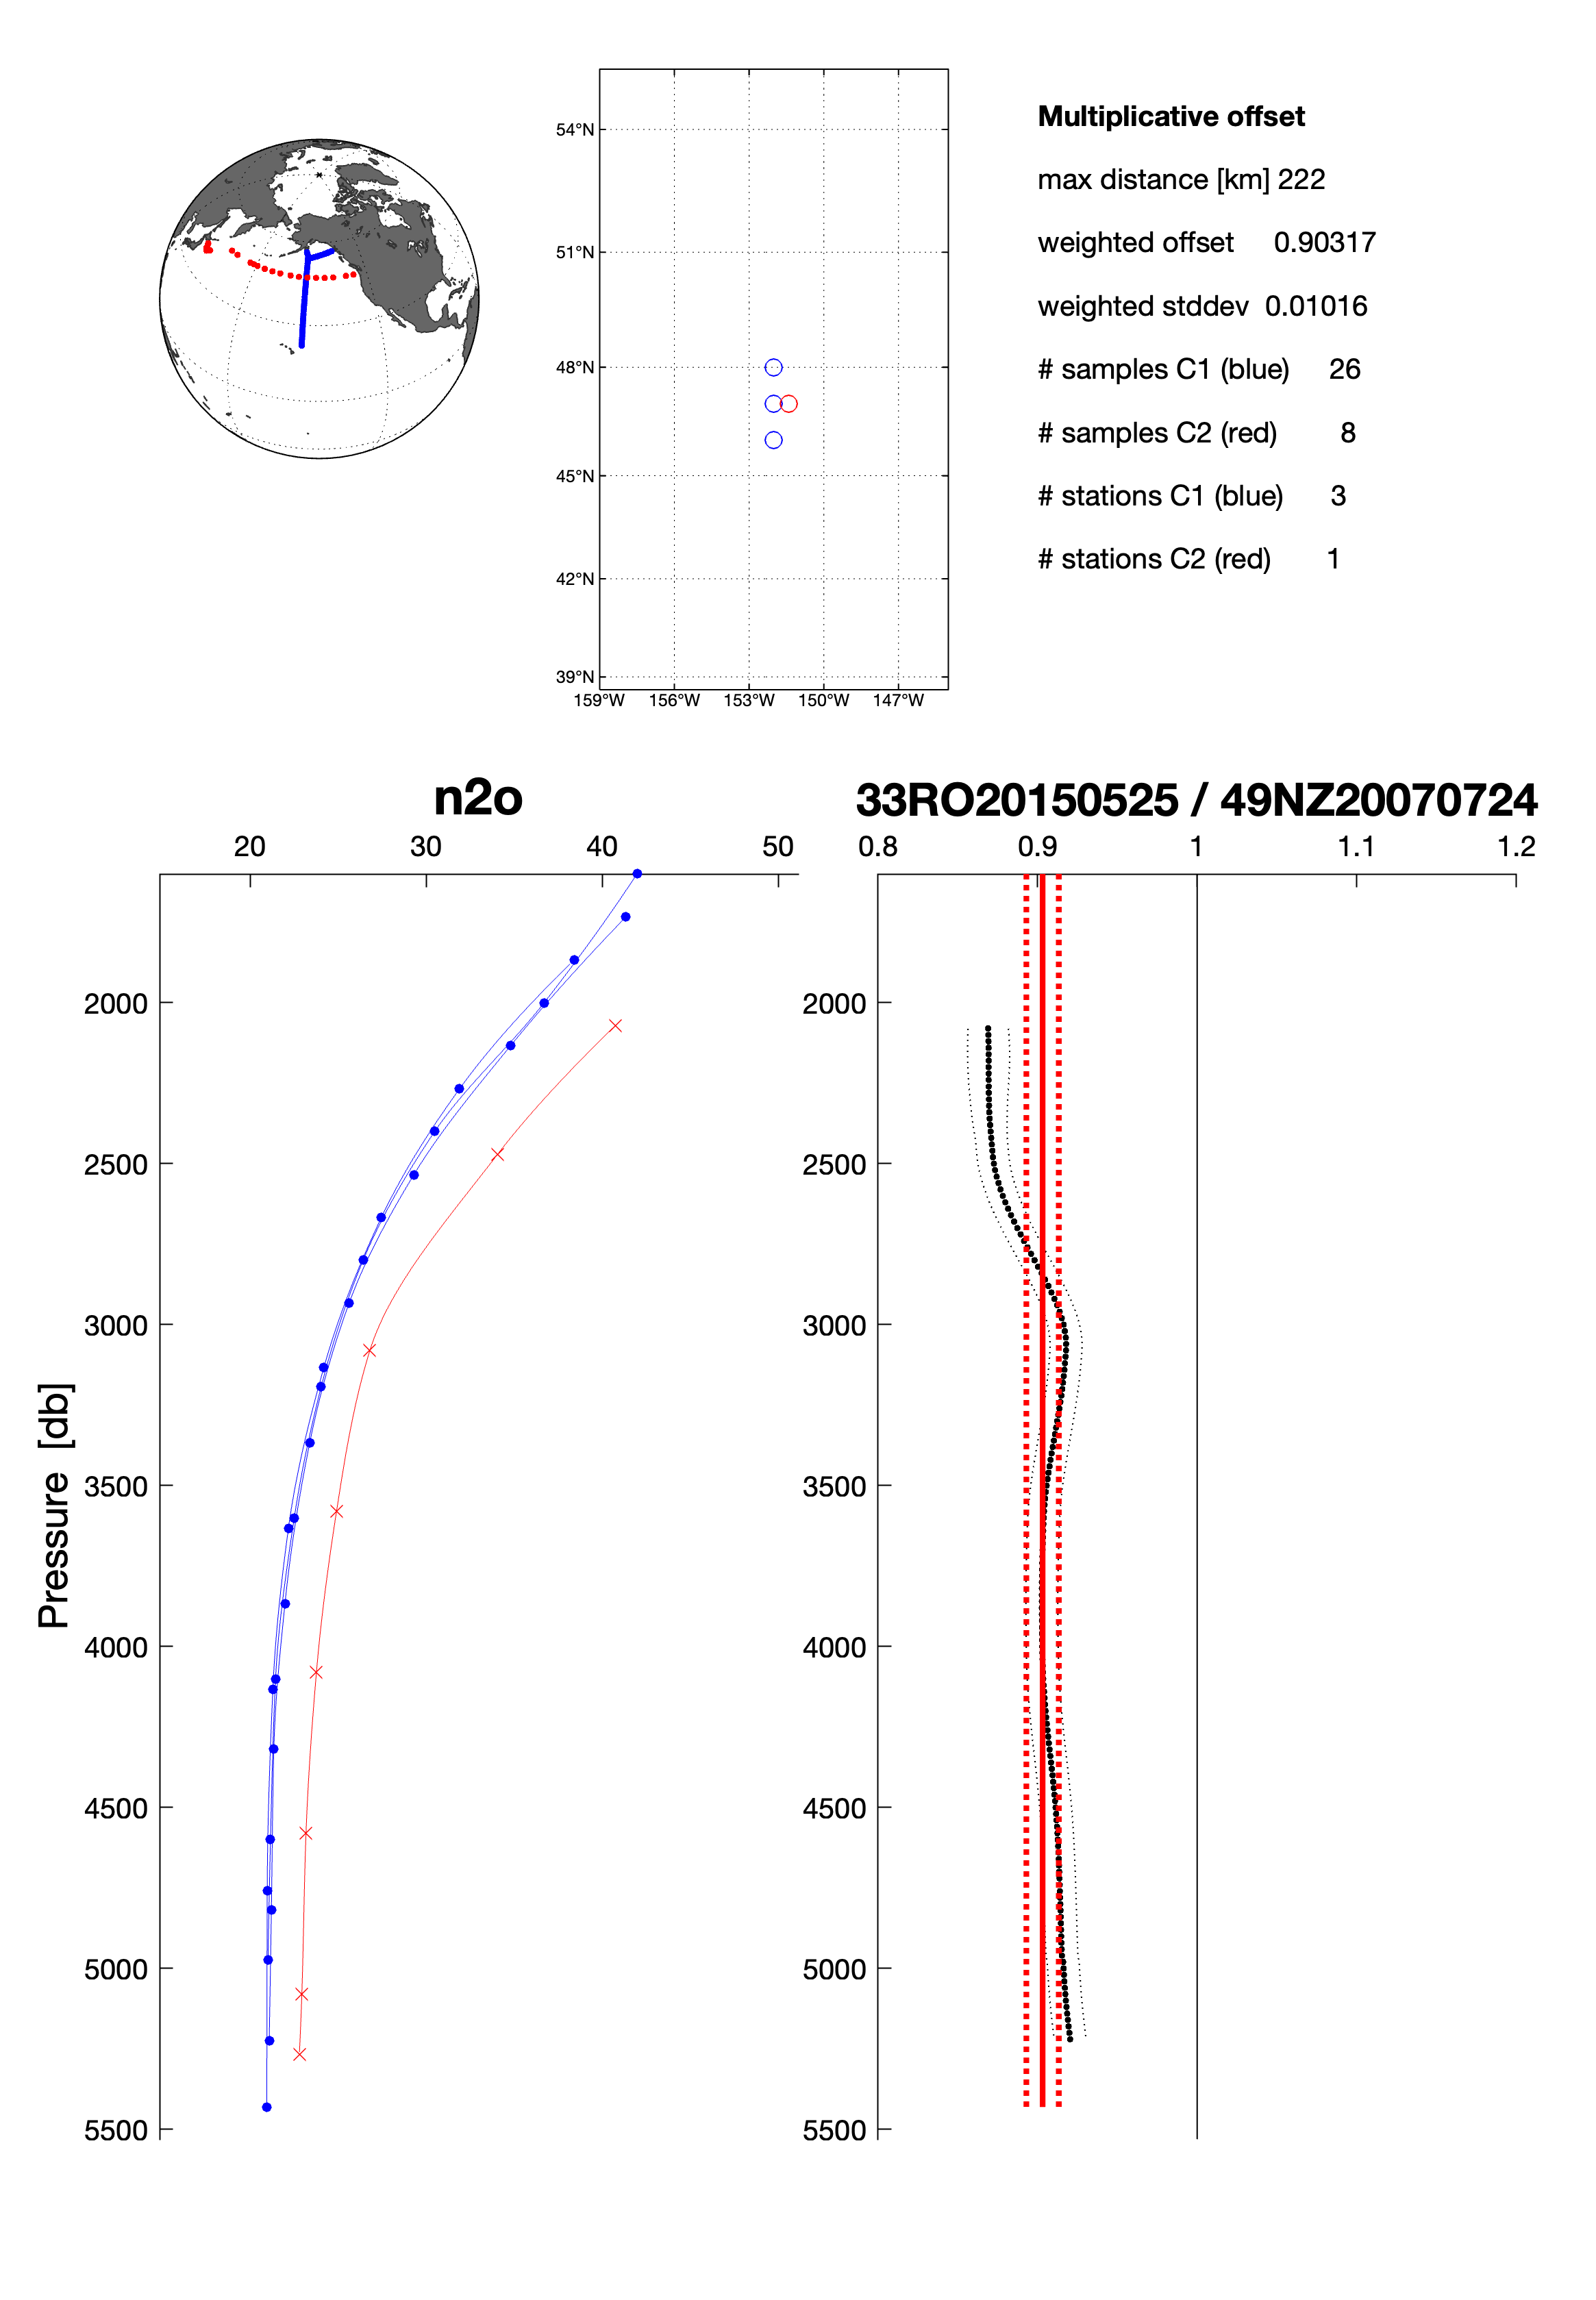 Multiplicative offset
max distance [km] 222
weighted offset 0.90317
weighted stddev 0.01016
# samples C1 (blue) 26
# samples C2 (red) 8
# stations C1 (blue) 3
# stations C2 (red) 1
54°N
51°N
48°N
45°N
42°N
39°N
159°W 156°W 153°W 150°W 147°W
n2o
20 30 40 50
2000
2500
3000
3500
4000
4500
5000
5500
Pressure [db]
33RO20150525 / 49NZ20070724
0.8 0.9 1 1.1 1.2
2000
2500
3000
3500
4000
4500
5000
5500